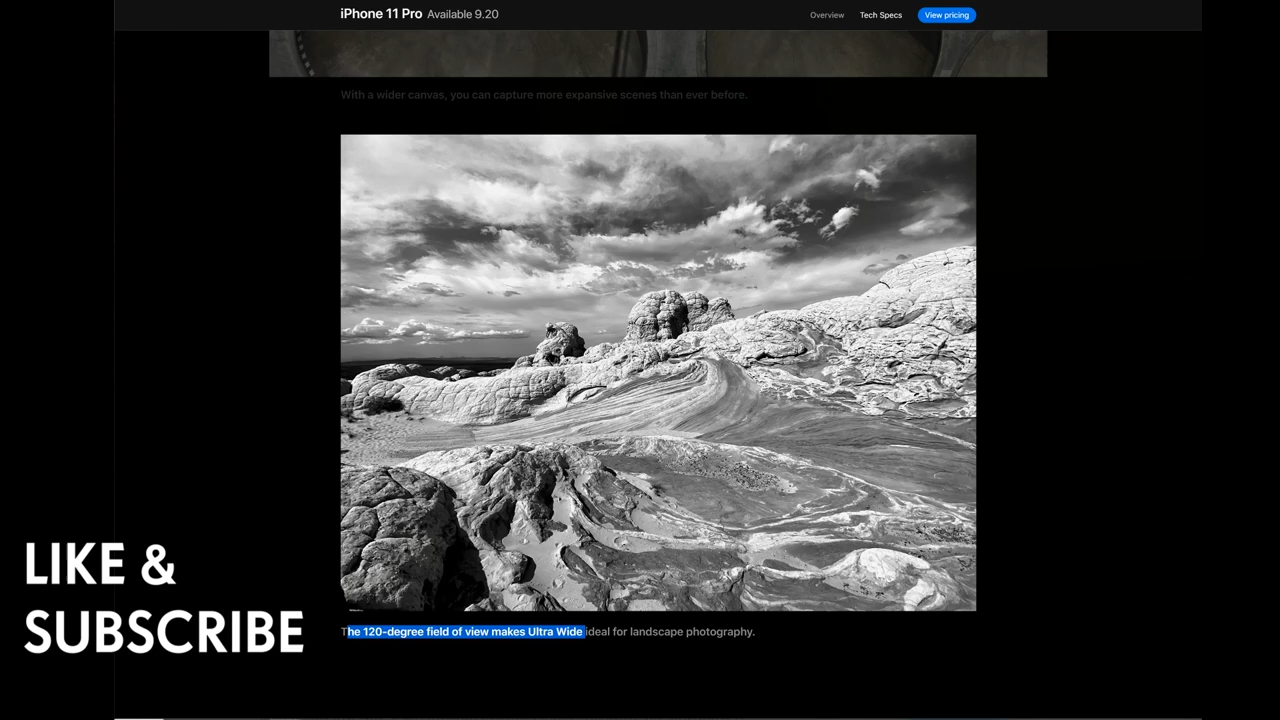 iPhone 11 Pro Available 9.20 Overview Tech Specs View pricing
With a wider canvas, you can capture more expansive scenes than ever before.
The 120-degree field of view makes Ultra Wide ideal for landscape photography.
LIKE &
SUBSCRIBE